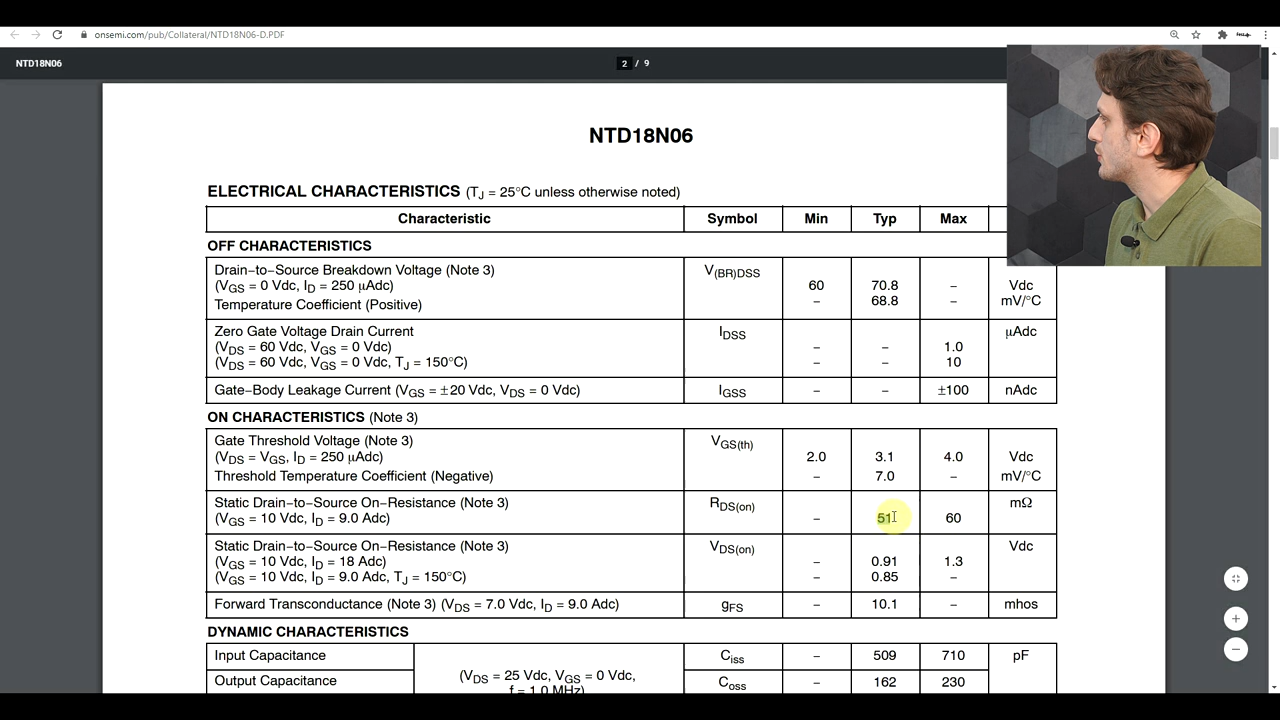 onsemi.com/pub/Collateral/NTD18N06-D.PDF
NTD18N06
2 / 9
NTD18N06
ELECTRICAL CHARACTERISTICS (TJ = 25°C unless otherwise noted)
Characteristic Symbol Min Typ Max
OFF CHARACTERISTICS
Drain−to−Source Breakdown Voltage (Note 3) V(BR)DSS
(VGS = 0 Vdc, ID = 250 μAdc) 60 70.8 − Vdc
Temperature Coefficient (Positive) − 68.8 − mV/°C
Zero Gate Voltage Drain Current IDSS μAdc
(VDS = 60 Vdc, VGS = 0 Vdc) − − 1.0
(VDS = 60 Vdc, VGS = 0 Vdc, TJ = 150°C) − − 10
Gate−Body Leakage Current (VGS = ±20 Vdc, VDS = 0 Vdc) IGSS − − ±100 nAdc
ON CHARACTERISTICS (Note 3)
Gate Threshold Voltage (Note 3) VGS(th)
(VDS = VGS, ID = 250 μAdc) 2.0 3.1 4.0 Vdc
Threshold Temperature Coefficient (Negative) − 7.0 − mV/°C
Static Drain−to−Source On−Resistance (Note 3) RDS(on) mΩ
(VGS = 10 Vdc, ID = 9.0 Adc) − 51 60
Static Drain−to−Source On−Resistance (Note 3) VDS(on) Vdc
(VGS = 10 Vdc, ID = 18 Adc) − 0.91 1.3
(VGS = 10 Vdc, ID = 9.0 Adc, TJ = 150°C) − 0.85 −
Forward Transconductance (Note 3) (VDS = 7.0 Vdc, ID = 9.0 Adc) gFS − 10.1 − mhos
DYNAMIC CHARACTERISTICS
Input Capacitance Ciss − 509 710 pF
(VDS = 25 Vdc, VGS = 0 Vdc,
Output Capacitance Coss − 162 230
f = 1.0 MHz)